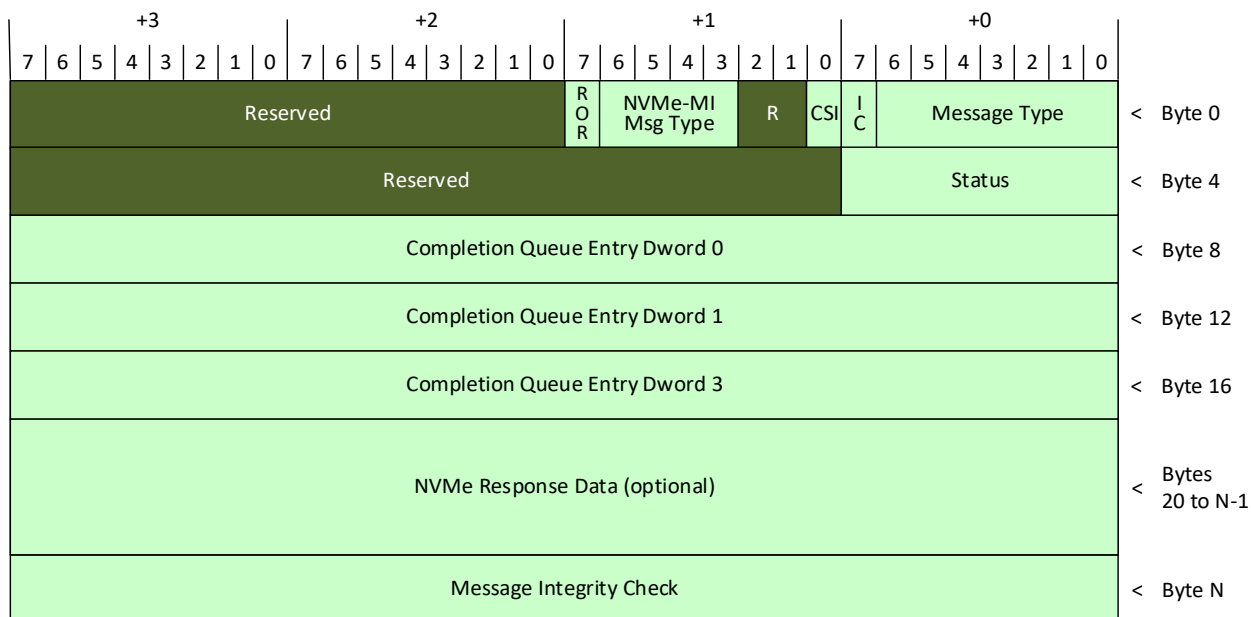 +3 +2 +1 +0
7 6 5 4 3 2 1 0 7 6 5 4 3 2 1 0 7 6 5 4 3 2 1 0 7 6 5 4 3 2 1 0
Reserved ROR NVMe-MI Msg Type R CSI IC Message Type < Byte 0
Reserved Status < Byte 4
Completion Queue Entry Dword 0 < Byte 8
Completion Queue Entry Dword 1 < Byte 12
Completion Queue Entry Dword 3 < Byte 16
NVMe Response Data (optional) < Bytes 20 to N-1
Message Integrity Check < Byte N